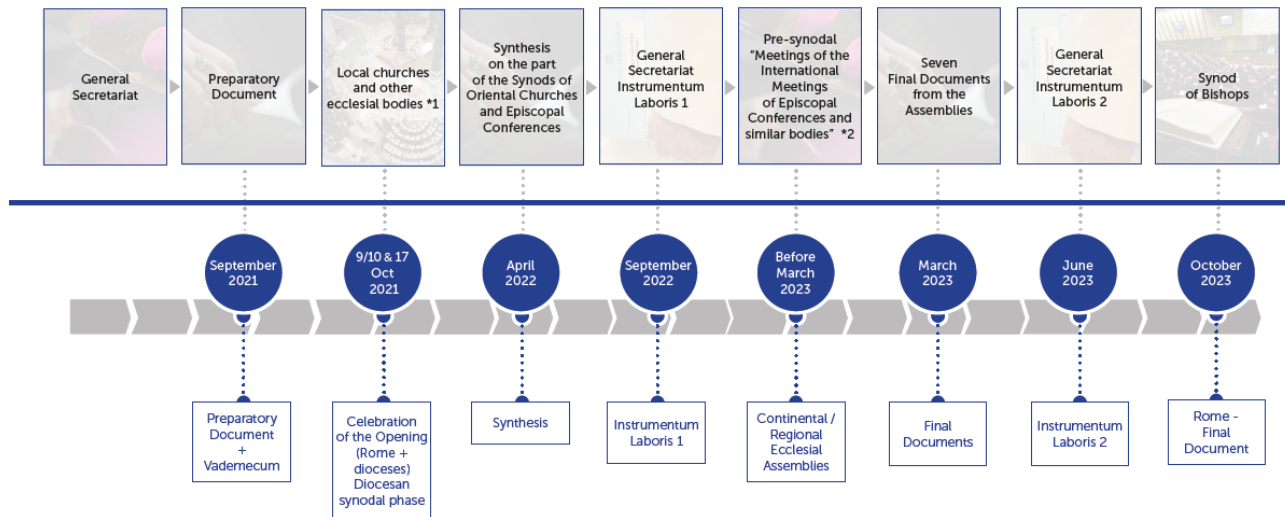 General
Secretariat
Preparatory
Document
Local churches
and other
ecclesial bodies *1
Synthesis
on the part
of the Synods of
Oriental Churches
and Episcopal
Conferences
General
Secretariat
Instrumentum
Laboris 1
Pre-synodal
“Meetings of the
International
Meetings
of Episcopal
Conferences and
similar bodies” *2
Seven
Final Documents
from the
Assemblies
General
Secretariat
Instrumentum
Laboris 2
Synod
of Bishops
September
2021
9/10 & 17
Oct
2021
April
2022
September
2022
Before
March
2023
March
2023
June
2023
October
2023
Preparatory
Document
+
Vademecum
Celebration
of the Opening
(Rome +
dioceses)
Diocesan
synodal phase
Synthesis
Instrumentum
Laboris 1
Continental /
Regional
Ecclesial
Assemblies
Final
Documents
Instrumentum
Laboris 2
Rome -
Final
Document